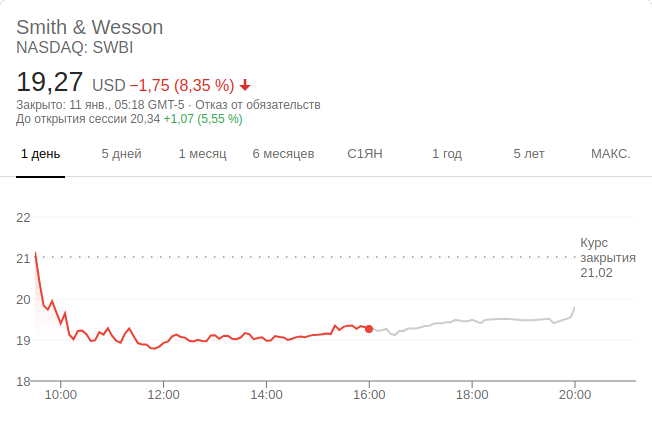 Smith & Wesson
NASDAQ: SWBI
19,27 USD −1,75 (8,35 %)
Закрыто: 11 янв., 05:18 GMT-5 · Отказ от обязательств
До открытия сессии 20,34 +1,07 (5,55 %)
1 день 5 дней 1 месяц 6 месяцев С1ЯН 1 год 5 лет МАКС.
22
Курс
21 закрытия
21,02
20
19
18
10:00 12:00 14:00 16:00 18:00 20:00